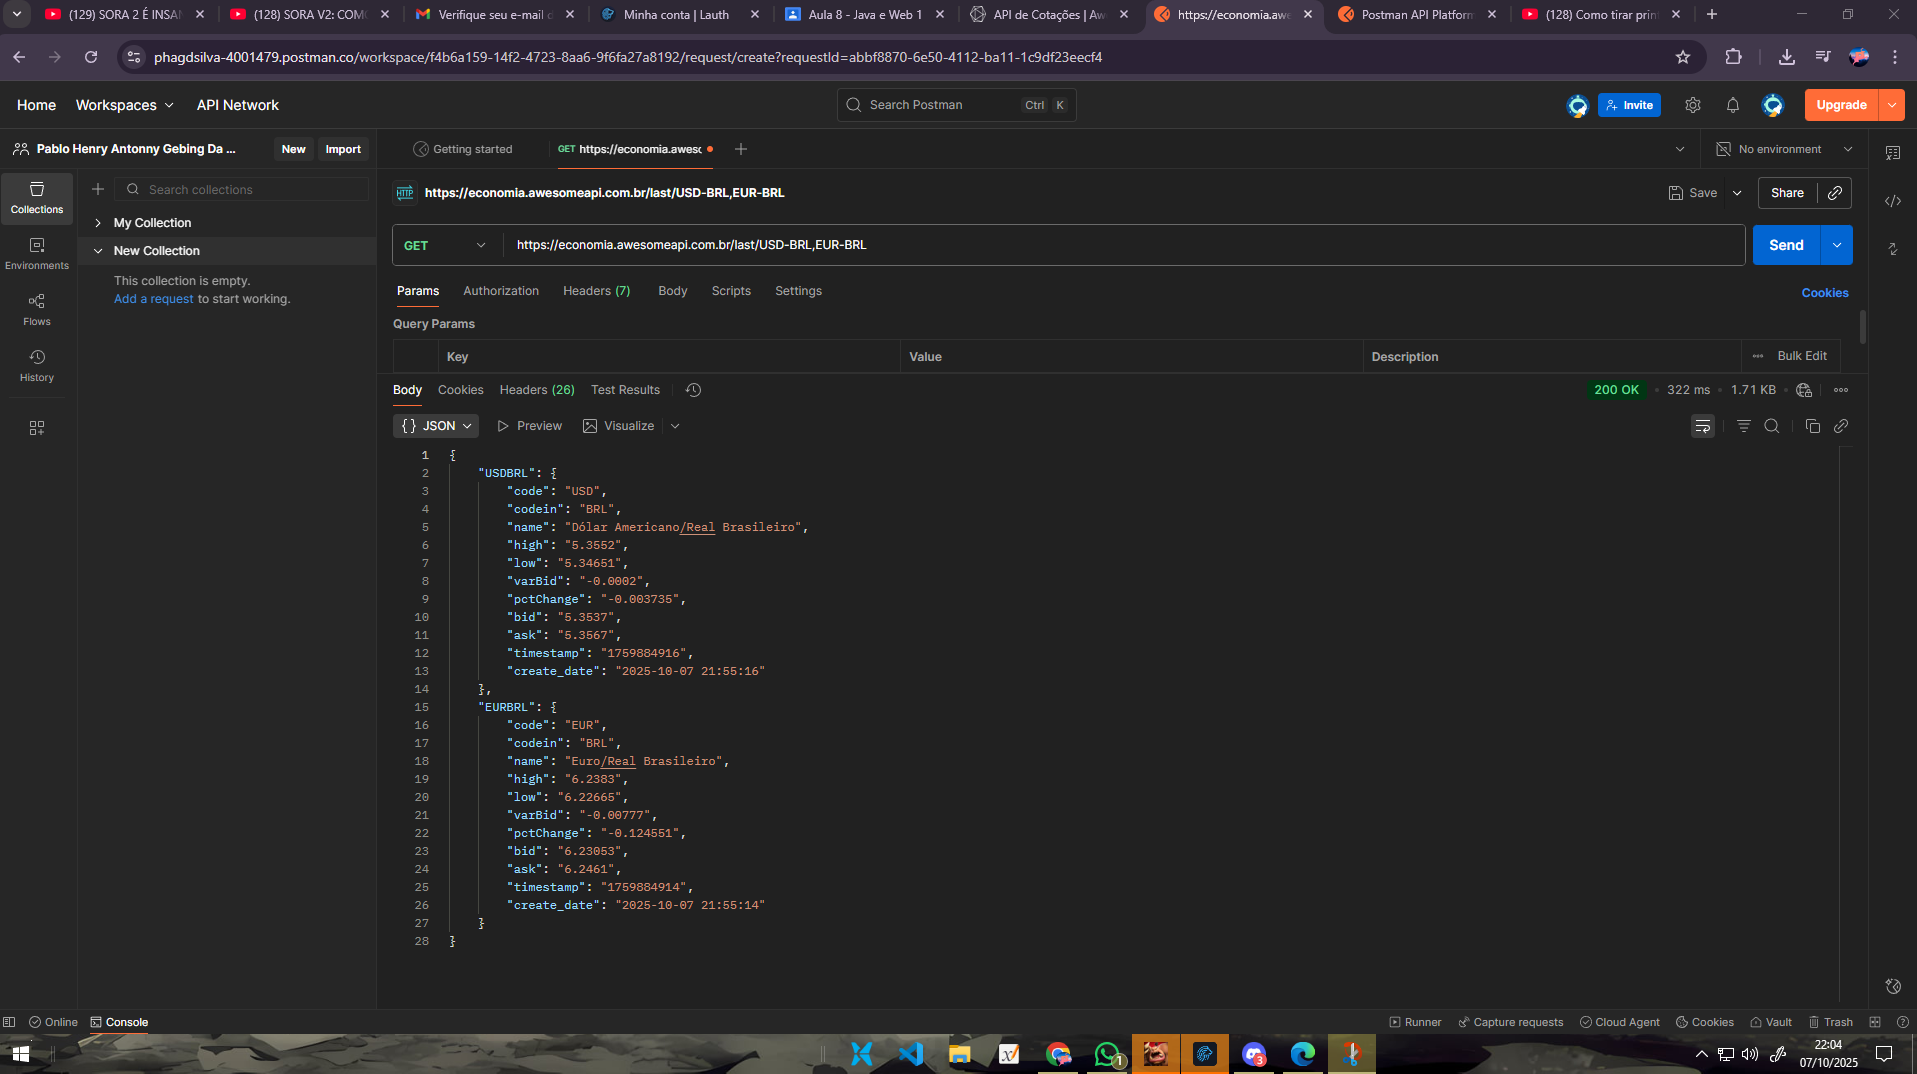 (129) SORA 2 É INSAN
(128) SORA V2: COMO
Verifique seu e-mail d
Minha conta | Lauth
Aula 8 - Java e Web 1
API de Cotações | Aw
https://economia.awe
Postman API Platform
(128) Como tirar print
phagdsilva-4001479.postman.co/workspace/f4b6a159-14f2-4723-8aa6-9f6fa27a8192/request/create?requestId=abbf8870-6e50-4112-ba11-1c9df23eecf4
Home Workspaces API Network
Search Postman Ctrl K
Invite
Upgrade
Pablo Henry Antonny Gebing Da ... New Import
Getting started
GET https://economia.awesc
No environment
Collections
Search collections
My Collection
New Collection
This collection is empty.
Add a request to start working.
Environments
Flows
History
HTTP https://economia.awesomeapi.com.br/last/USD-BRL,EUR-BRL
Save Share
GET https://economia.awesomeapi.com.br/last/USD-BRL,EUR-BRL Send
Params Authorization Headers (7) Body Scripts Settings Cookies
Query Params
Key Value Description Bulk Edit
Body Cookies Headers (26) Test Results 200 OK 322 ms 1.71 KB
{} JSON Preview Visualize
1 {
2 "USDBRL": {
3 "code": "USD",
4 "codein": "BRL",
5 "name": "Dólar Americano/Real Brasileiro",
6 "high": "5.3552",
7 "low": "5.34651",
8 "varBid": "-0.0002",
9 "pctChange": "-0.003735",
10 "bid": "5.3537",
11 "ask": "5.3567",
12 "timestamp": "1759884916",
13 "create_date": "2025-10-07 21:55:16"
14 },
15 "EURBRL": {
16 "code": "EUR",
17 "codein": "BRL",
18 "name": "Euro/Real Brasileiro",
19 "high": "6.2383",
20 "low": "6.22665",
21 "varBid": "-0.00777",
22 "pctChange": "-0.124551",
23 "bid": "6.23053",
24 "ask": "6.2461",
25 "timestamp": "1759884914",
26 "create_date": "2025-10-07 21:55:14"
27 }
28 }
Online Console
Runner Capture requests Cloud Agent Cookies Vault Trash
1
3
22:04
07/10/2025